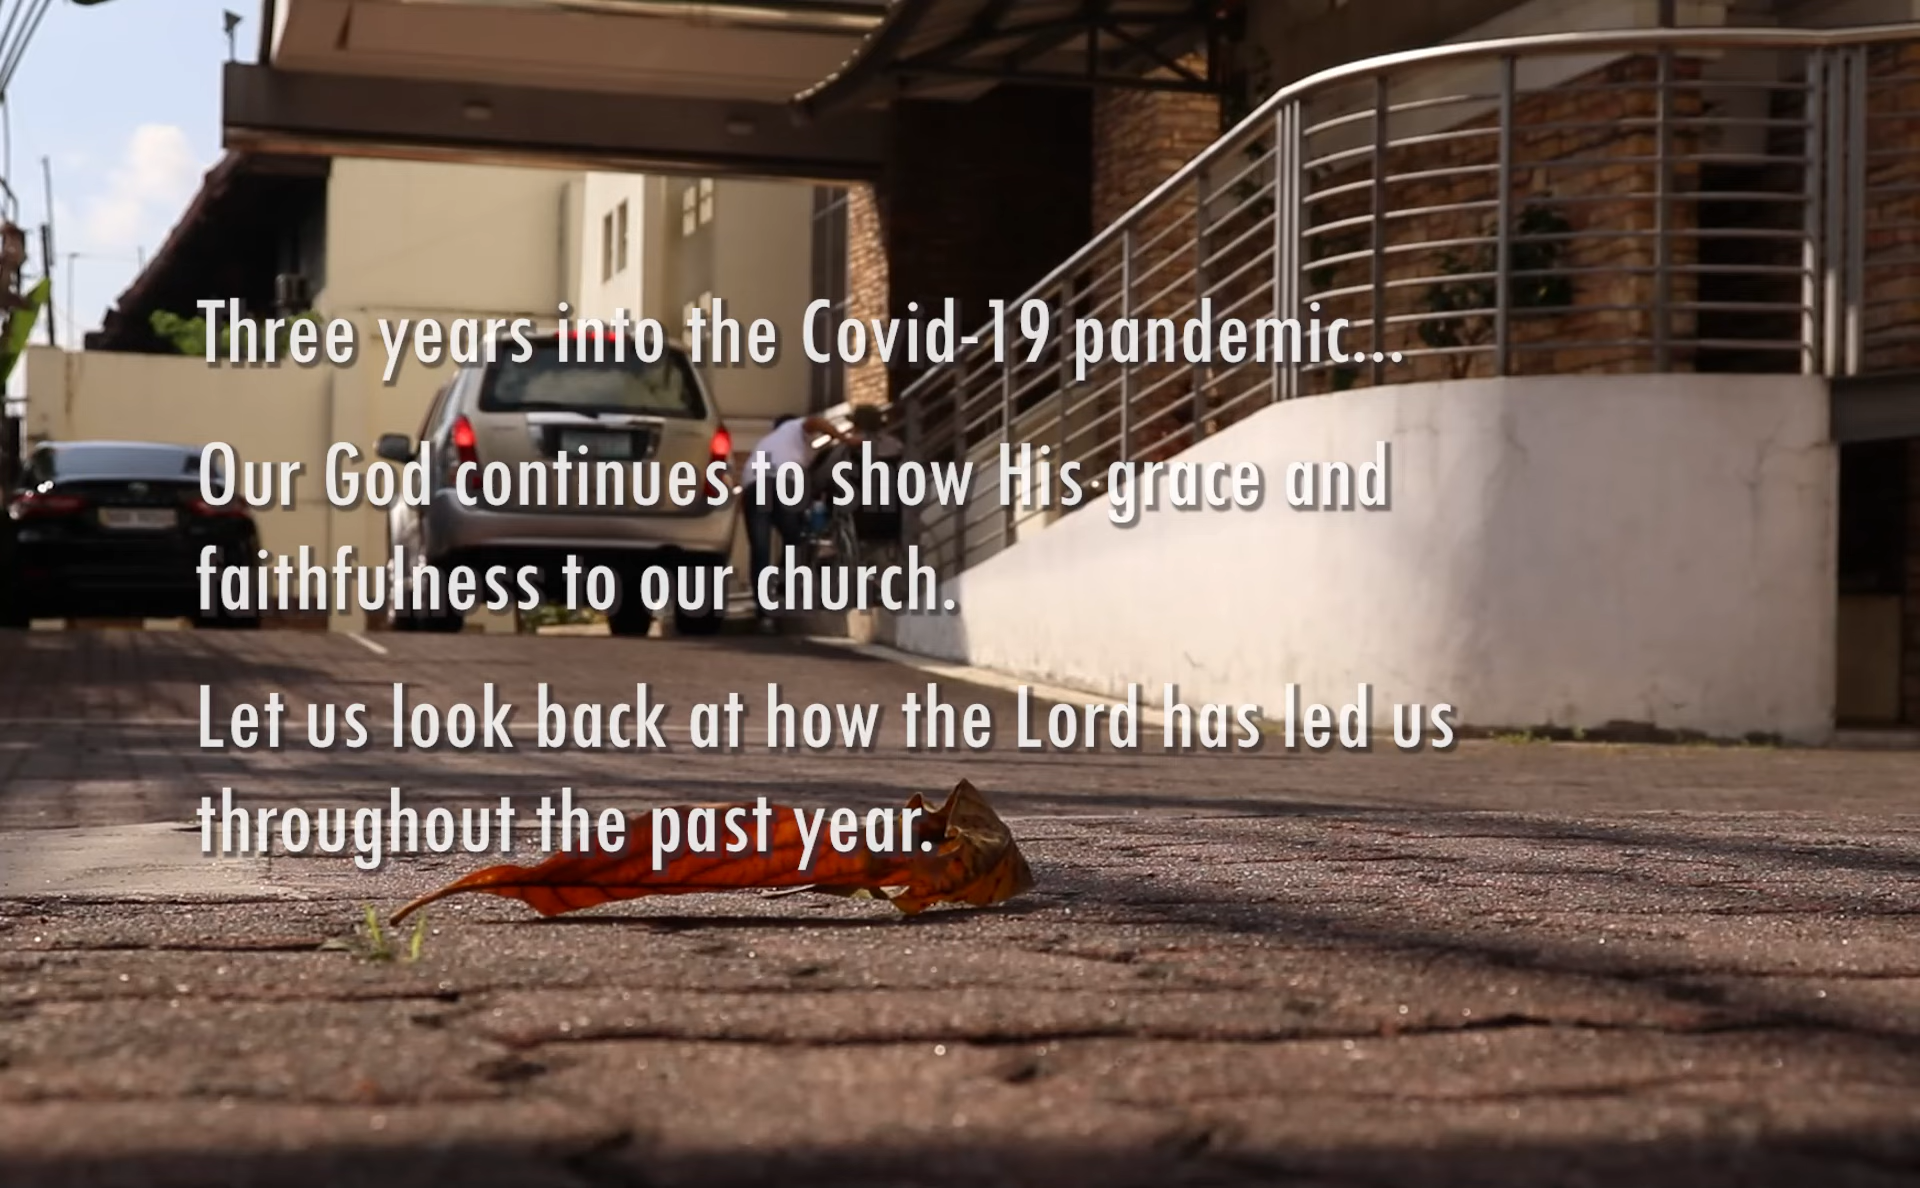 Three years into the Covid-19 pandemic...
Our God continues to show His grace and
faithfulness to our church.
Let us look back at how the Lord has led us
throughout the past year.